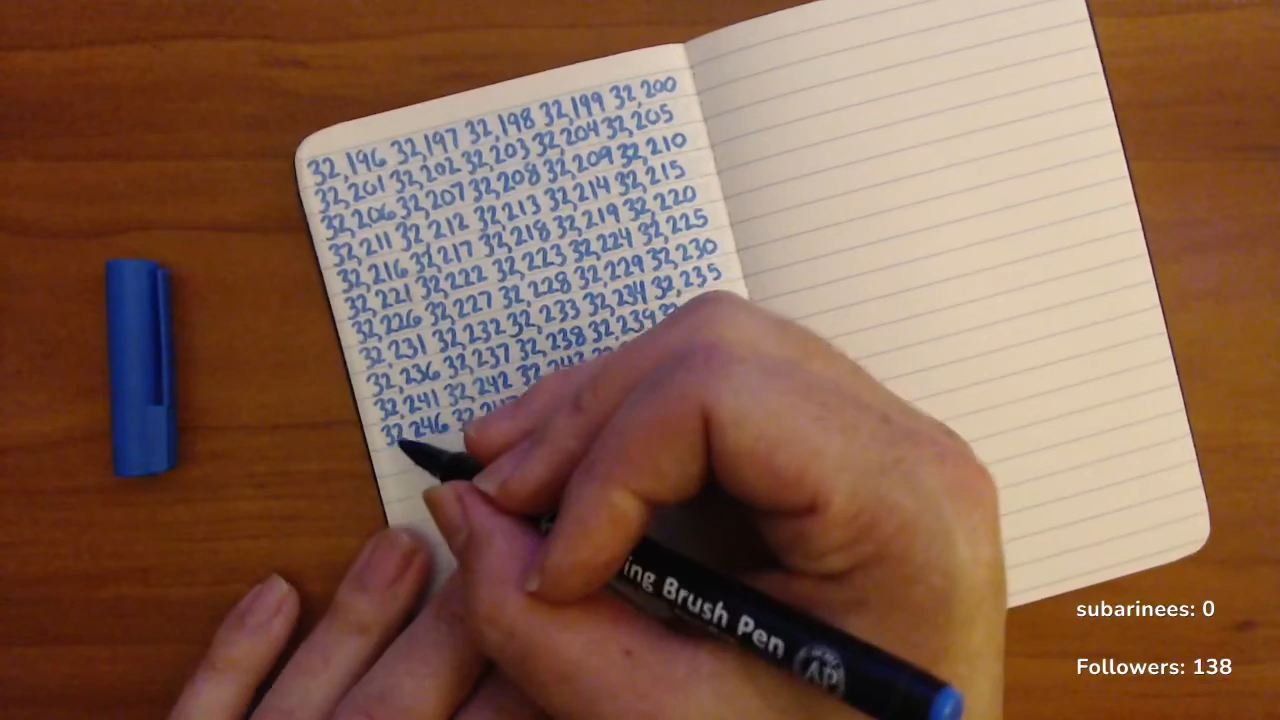 32,196 32,197 32,198 32,199 32,200
32,201 32,202 32,203 32,204 32,205
32,206 32,207 32,208 32,209 32,210
32,211 32,212 32,213 32,214 32,215
32,216 32,217 32,218 32,219 32,220
32,221 32,222 32,223 32,224 32,225
32,226 32,227 32,228 32,229 32,230
32,231 32,232 32,233 32,234 32,235
32,236 32,237 32,238 32,239
32,241 32,242 32,243
32,246 32,247
ing Brush Pen
AP
subarinees: 0
Followers: 138